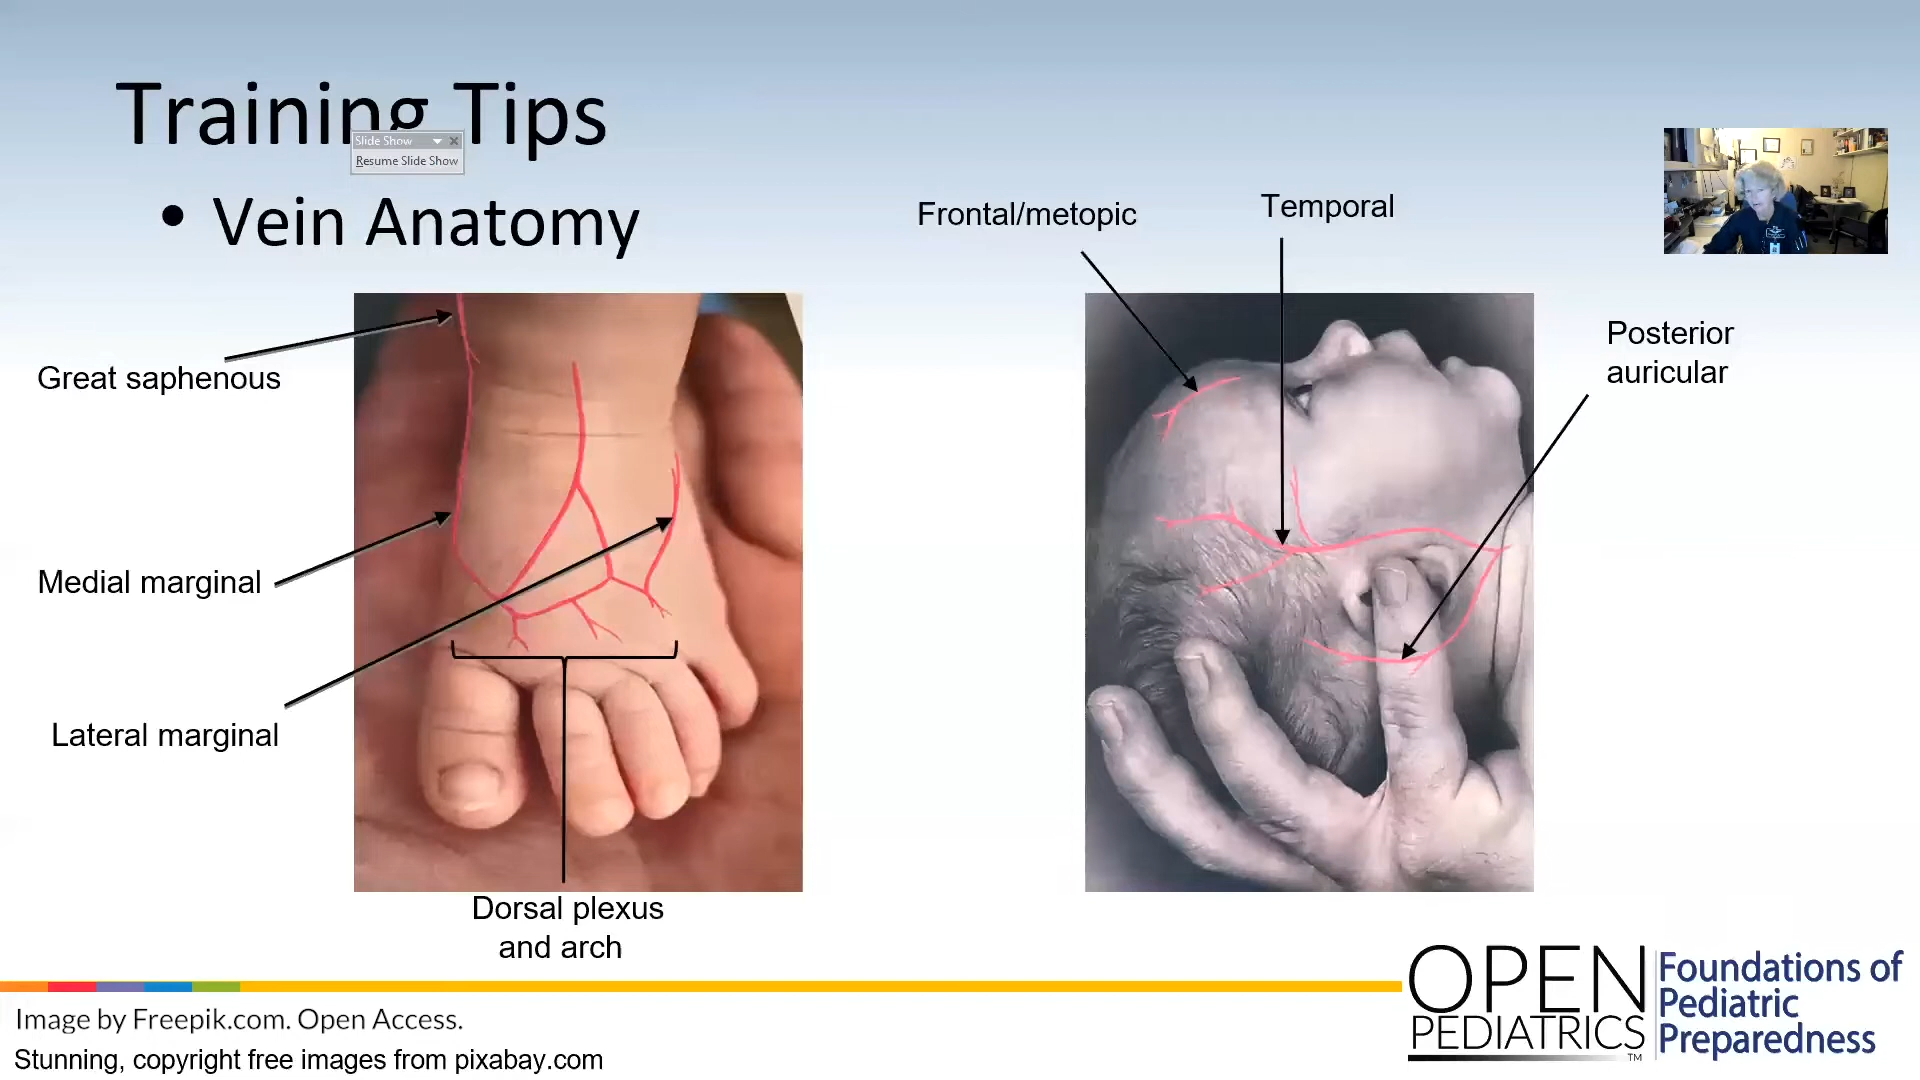 Training Tips
Slide Show
Resume Slide Show
• Vein Anatomy
Frontal/metopic
Temporal
Posterior
auricular
Great saphenous
Medial marginal
Lateral marginal
Dorsal plexus
and arch
OPEN
PEDIATRICS™
Foundations of
Pediatric
Preparedness
Image by Freepik.com. Open Access.
Stunning, copyright free images from pixabay.com